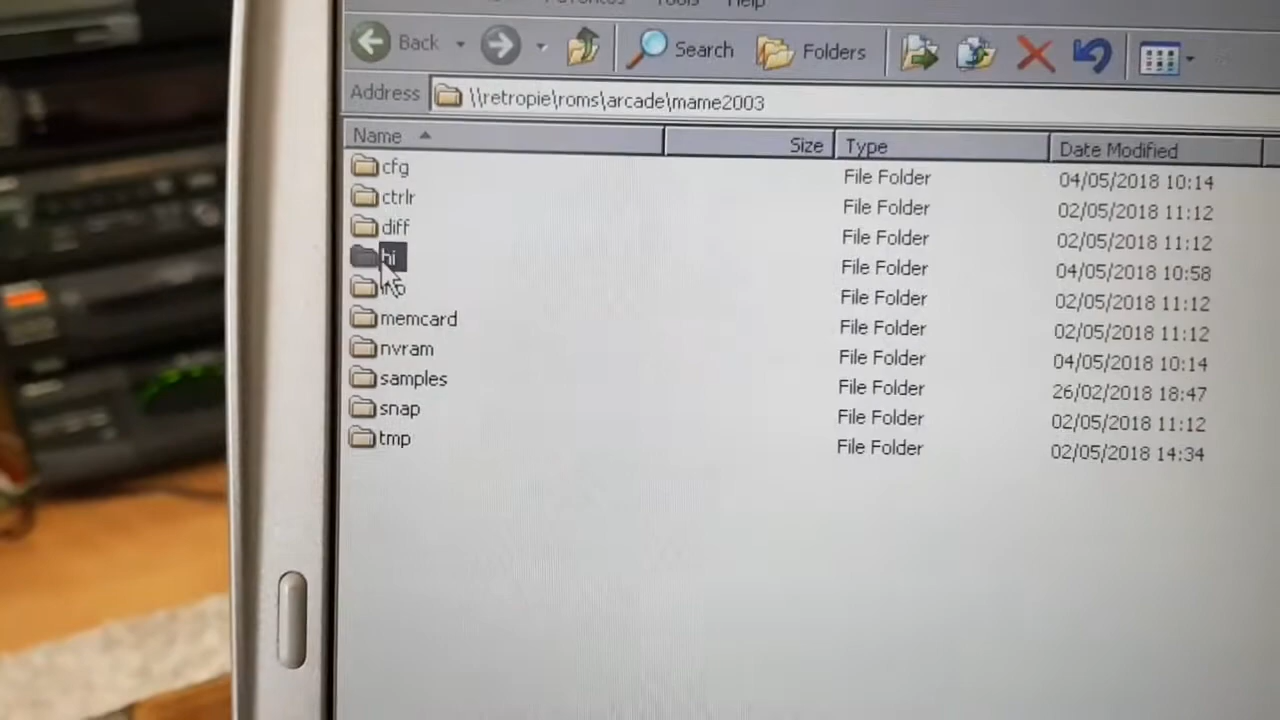 Favorites Tools Help
Back Search Folders
Address \\retropie\roms\arcade\mame2003
Name Size Type Date Modified
cfg File Folder 04/05/2018 10:14
ctrlr File Folder 02/05/2018 11:12
diff File Folder 02/05/2018 11:12
hi File Folder 04/05/2018 10:58
File Folder 02/05/2018 11:12
memcard File Folder 02/05/2018 11:12
nvram File Folder 04/05/2018 10:14
samples File Folder 26/02/2018 18:47
snap File Folder 02/05/2018 11:12
tmp File Folder 02/05/2018 14:34